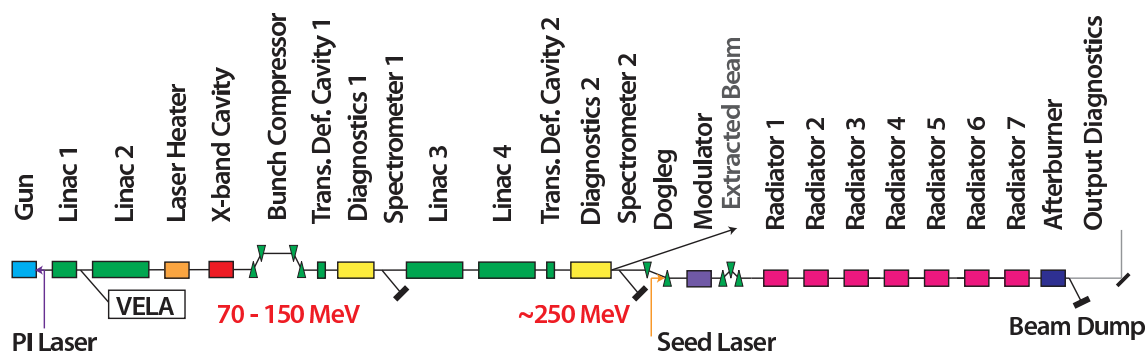 Gun
Linac 1
Linac 2
Laser Heater
X-band Cavity
Bunch Compressor
Trans. Def. Cavity 1
Diagnostics 1
Spectrometer 1
Linac 3
Linac 4
Trans. Def. Cavity 2
Diagnostics 2
Spectrometer 2
Dogleg
Modulator
Extracted Beam
Radiator 1
Radiator 2
Radiator 3
Radiator 4
Radiator 5
Radiator 6
Radiator 7
Afterburner
Output Diagnostics
VELA
70 - 150 MeV
~250 MeV
PI Laser
Seed Laser
Beam Dump